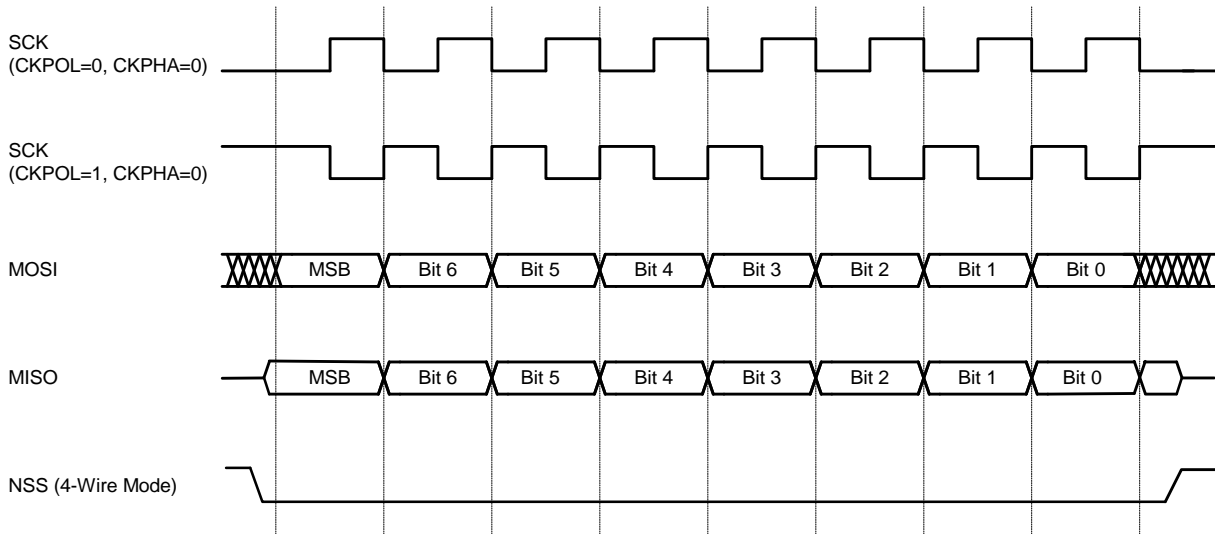 SCK
(CKPOL=0, CKPHA=0)
SCK
(CKPOL=1, CKPHA=0)
MOSI
MSB Bit 6 Bit 5 Bit 4 Bit 3 Bit 2 Bit 1 Bit 0
MISO
MSB Bit 6 Bit 5 Bit 4 Bit 3 Bit 2 Bit 1 Bit 0
NSS (4-Wire Mode)